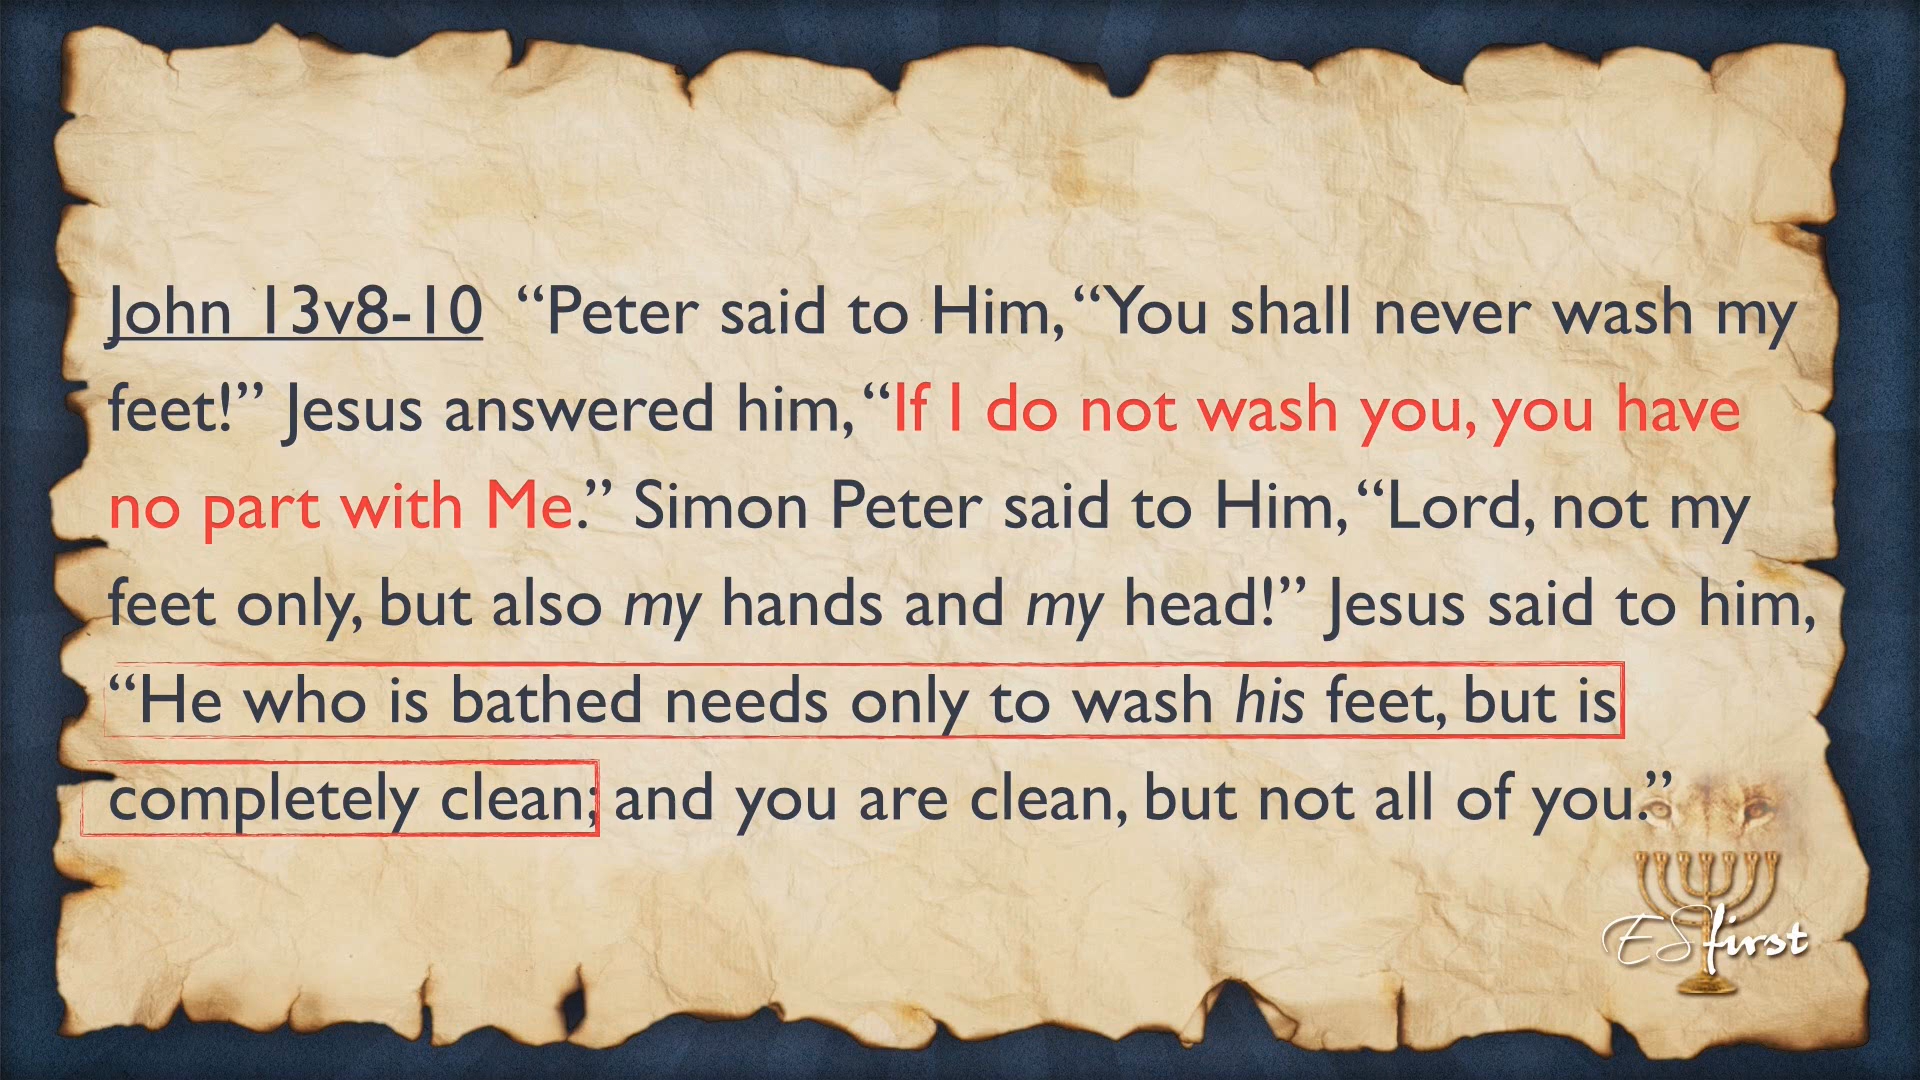 John 13v8-10 “Peter said to Him, “You shall never wash my
feet!” Jesus answered him, “If I do not wash you, you have
no part with Me.” Simon Peter said to Him, “Lord, not my
feet only, but also my hands and my head!” Jesus said to him,
“He who is bathed needs only to wash his feet, but is
completely clean; and you are clean, but not all of you.”
ESfirst